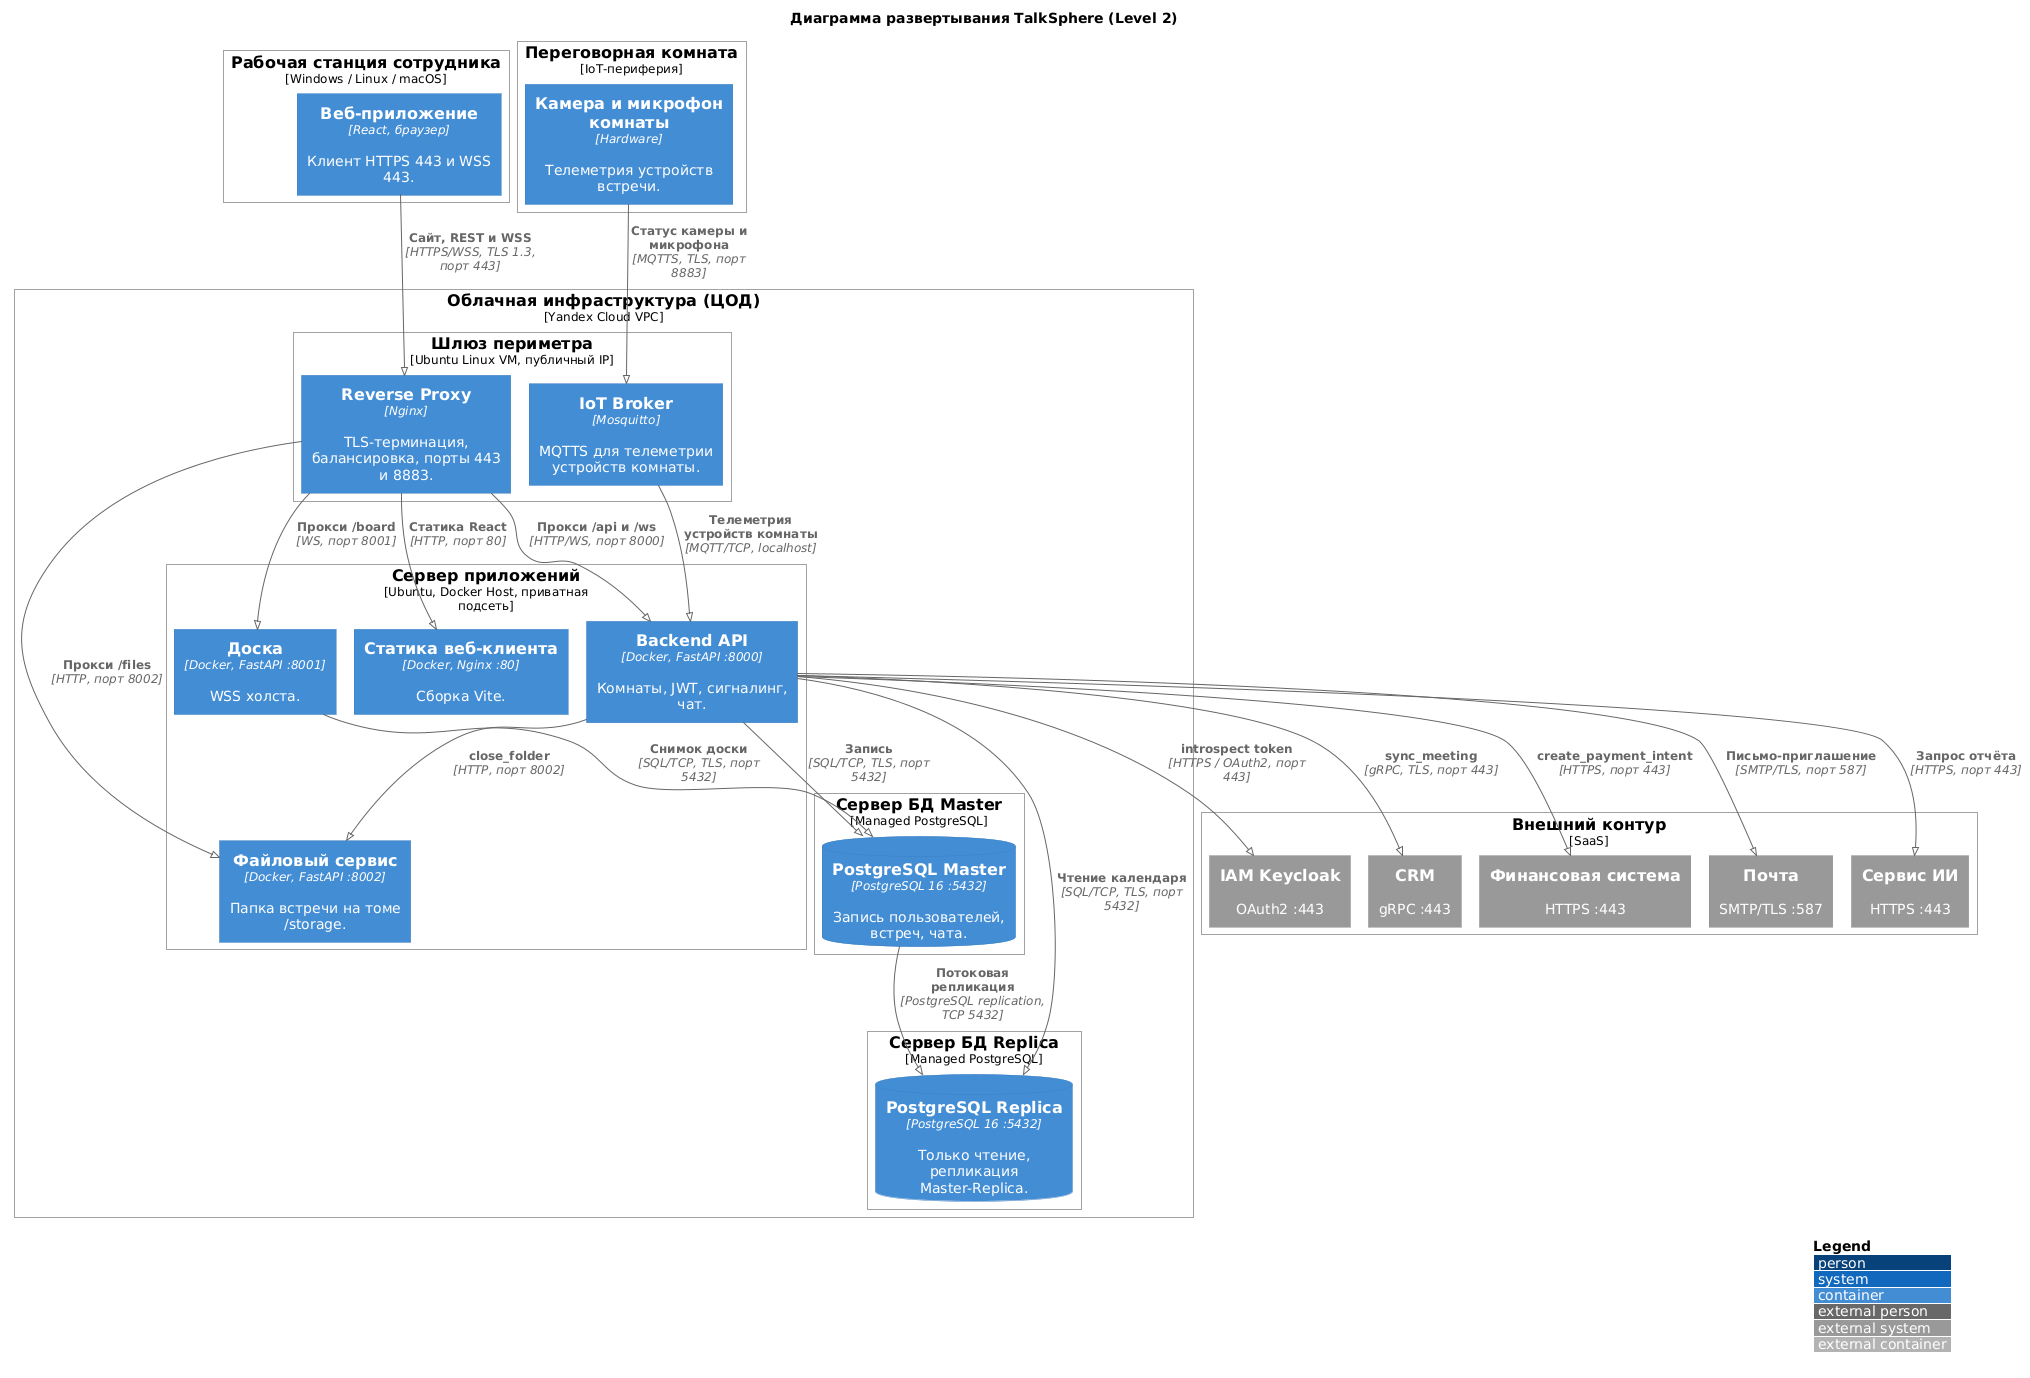 Диаграмма развертывания TalkSphere (Level 2)
Рабочая станция сотрудника
[Windows / Linux / macOS]
Веб-приложение
[React, браузер]
Клиент HTTPS 443 и WSS
443.
Переговорная комната
[IoT-периферия]
Камера и микрофон
комнаты
[Hardware]
Телеметрия устройств
встречи.
Сайт, REST и WSS
[HTTPS/WSS, TLS 1.3,
порт 443]
Статус камеры и
микрофона
[MQTTS, TLS, порт
8883]
Облачная инфраструктура (ЦОД)
[Yandex Cloud VPC]
Шлюз периметра
[Ubuntu Linux VM, публичный IP]
Reverse Proxy
[Nginx]
TLS-терминация,
балансировка, порты 443
и 8883.
IoT Broker
[Mosquitto]
MQTTS для телеметрии
устройств комнаты.
Прокси /board
[WS, порт 8001]
Статика React
[HTTP, порт 80]
Прокси /api и /ws
[HTTP/WS, порт 8000]
Телеметрия
устройств комнаты
[MQTT/TCP, localhost]
Прокси /files
[HTTP, порт 8002]
Сервер приложений
[Ubuntu, Docker Host, приватная
подсеть]
Доска
[Docker, FastAPI :8001]
WSS холста.
Статика веб-клиента
[Docker, Nginx :80]
Сборка Vite.
Backend API
[Docker, FastAPI :8000]
Комнаты, JWT, сигналинг,
чат.
close_folder
[HTTP, порт 8002]
Снимок доски
[SQL/TCP, TLS, порт
5432]
Запись
[SQL/TCP, TLS, порт
5432]
introspect token
[HTTPS / OAuth2, порт
443]
sync_meeting
[gRPC, TLS, порт 443]
create_payment_intent
[HTTPS, порт 443]
Письмо-приглашение
[SMTP/TLS, порт 587]
Запрос отчёта
[HTTPS, порт 443]
Файловый сервис
[Docker, FastAPI :8002]
Папка встречи на томе
/storage.
Сервер БД Master
[Managed PostgreSQL]
PostgreSQL Master
[PostgreSQL 16 :5432]
Запись пользователей,
встреч, чата.
Чтение календаря
[SQL/TCP, TLS, порт
5432]
Внешний контур
[SaaS]
IAM Keycloak
OAuth2 :443
CRM
gRPC :443
Финансовая система
HTTPS :443
Почта
SMTP/TLS :587
Сервис ИИ
HTTPS :443
Потоковая
репликация
[PostgreSQL replication,
TCP 5432]
Сервер БД Replica
[Managed PostgreSQL]
PostgreSQL Replica
[PostgreSQL 16 :5432]
Только чтение,
репликация
Master-Replica.
Legend
person
system
container
external person
external system
external container